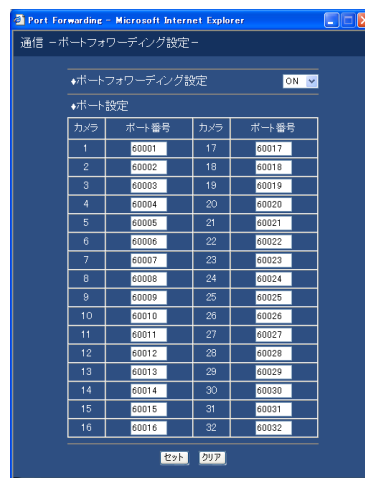 Port Forwarding - Microsoft Internet Explorer
通信 −ポートフォワーディング設定−
♦ポートフォワーディング設定 ON
♦ポート設定
カメラ ポート番号 カメラ ポート番号
1 60001 17 60017
2 60002 18 60018
3 60003 19 60019
4 60004 20 60020
5 60005 21 60021
6 60006 22 60022
7 60007 23 60023
8 60008 24 60024
9 60009 25 60025
10 60010 26 60026
11 60011 27 60027
12 60012 28 60028
13 60013 29 60029
14 60014 30 60030
15 60015 31 60031
16 60016 32 60032
セット クリア